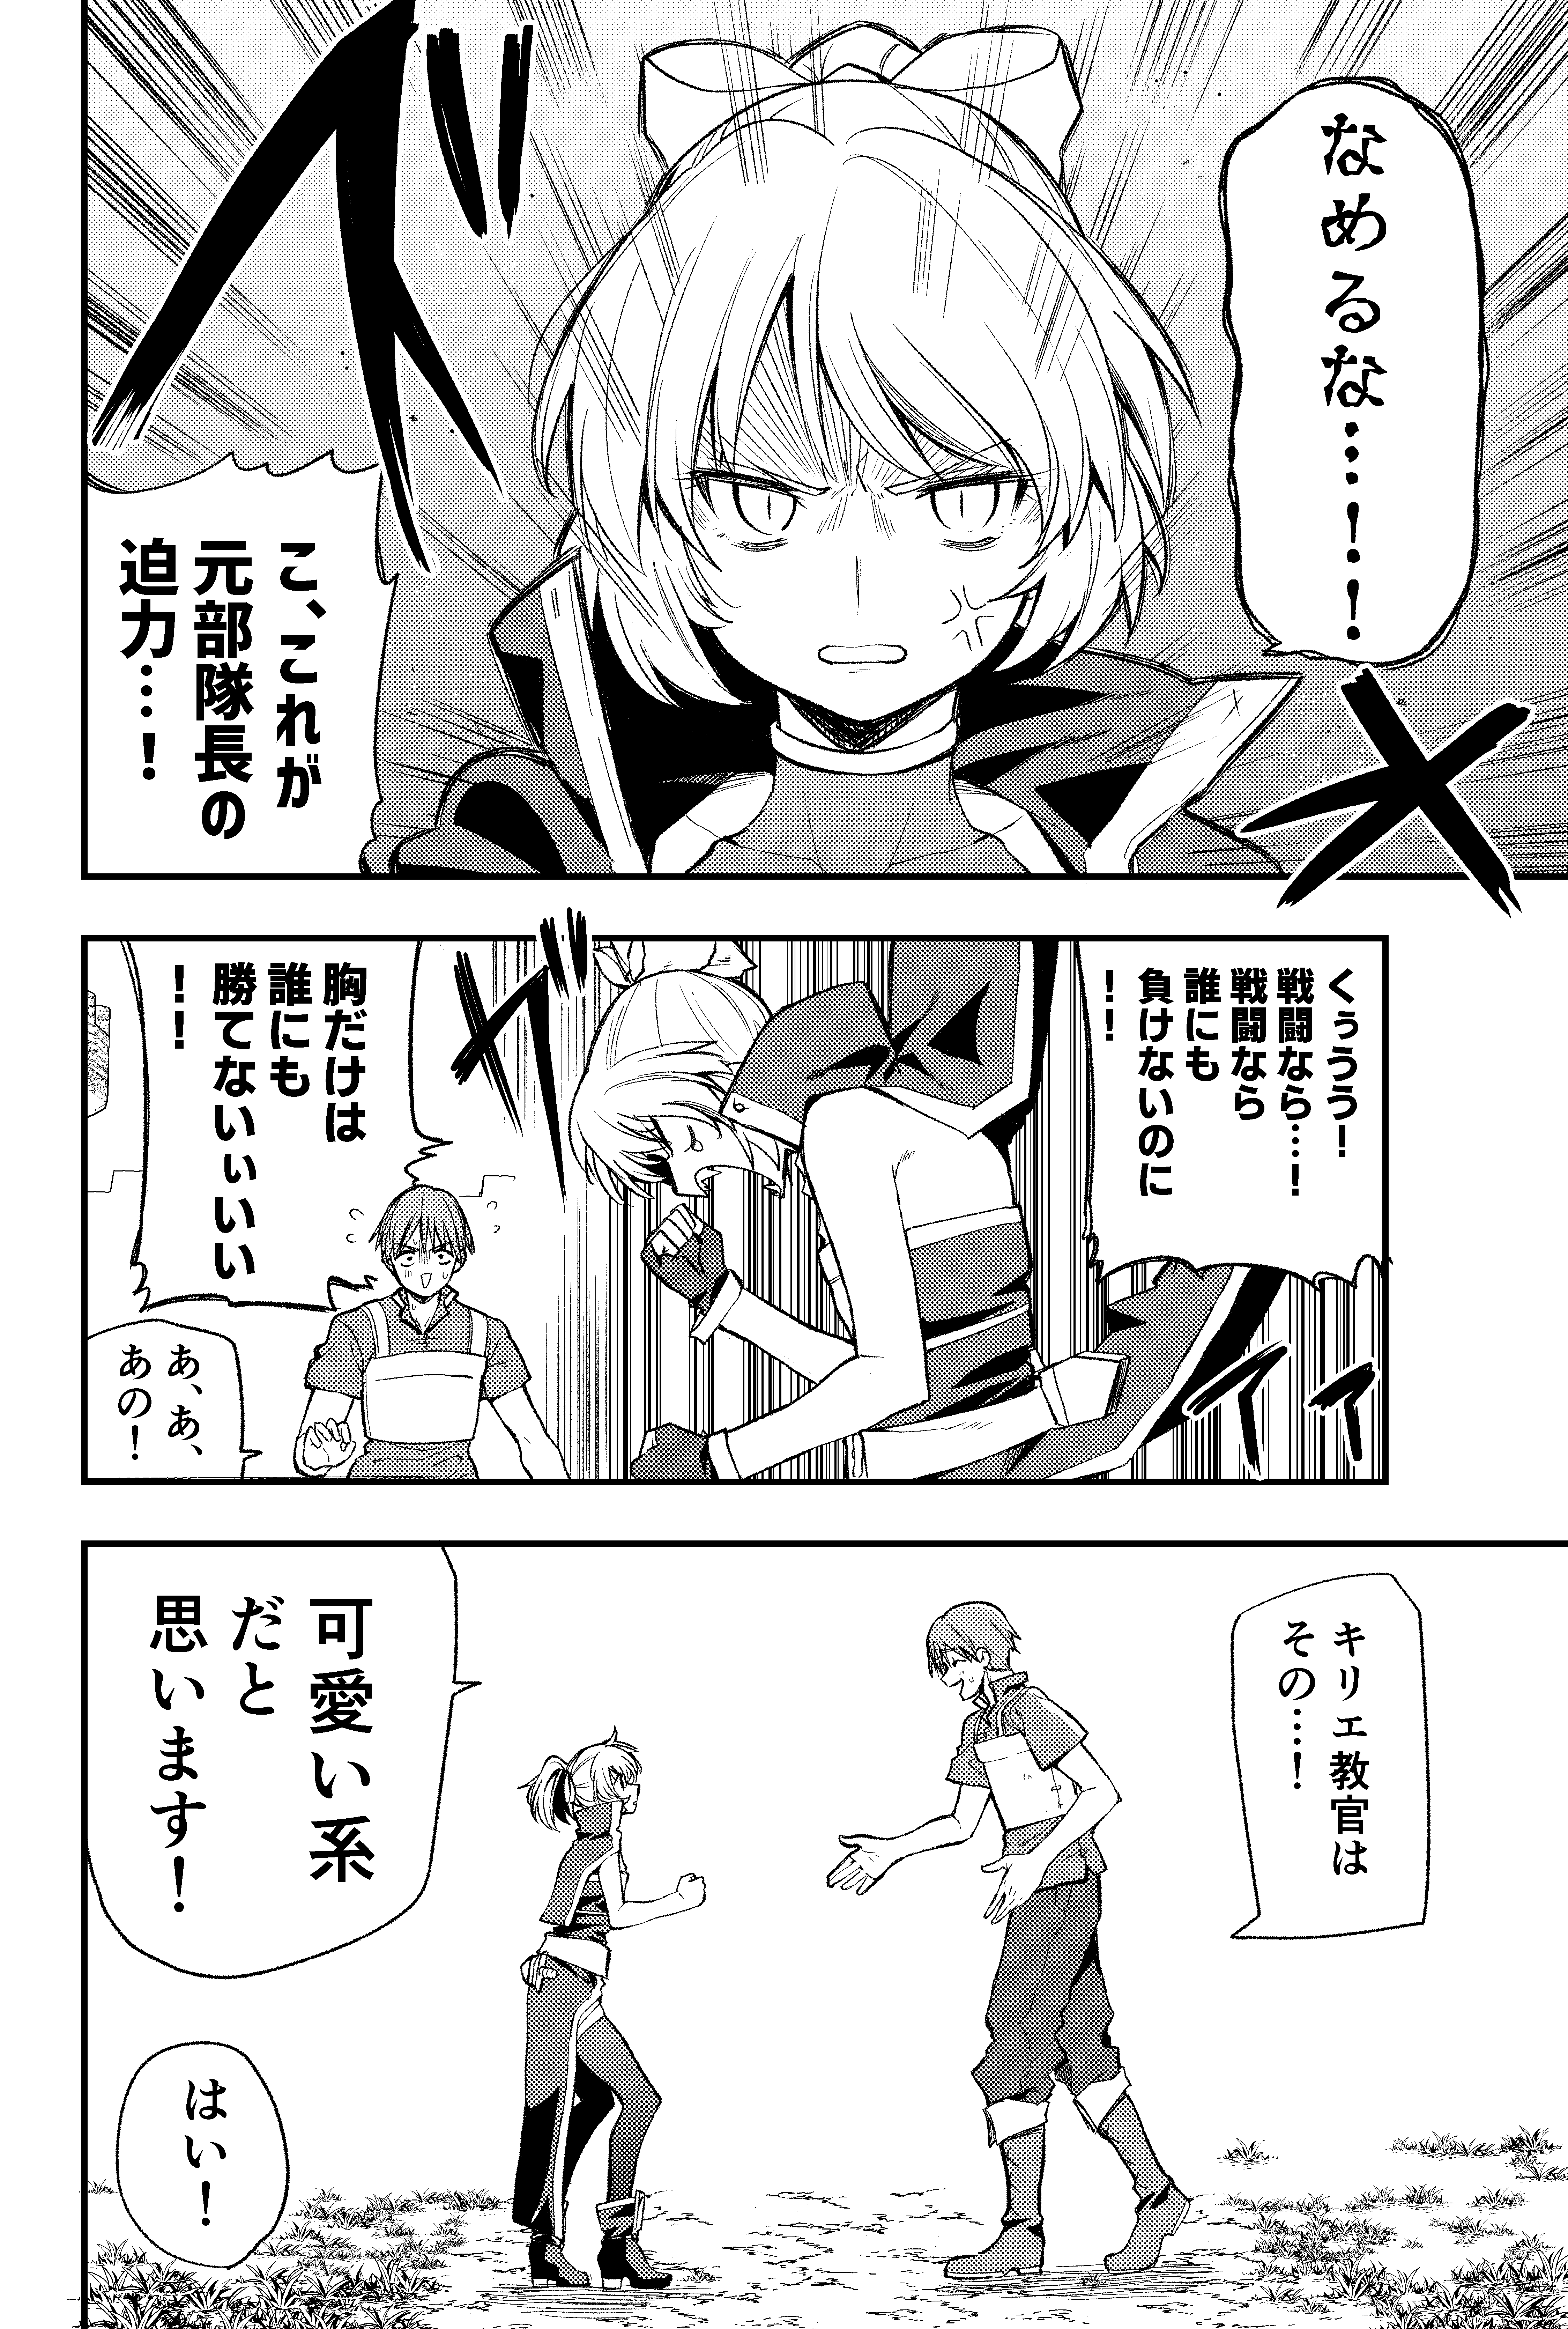 なめるな…！！
メ
ズ
こ、これが
元部隊長の
迫力…！
くぅうう！
戦闘なら…！
戦闘なら
誰にも
負けないのに
！！
胸だけは
誰にも
勝てないぃいい
！！
あ、あ、
あの！
キリエ教官は
その…！
可愛い系
だと
思います！
はい！